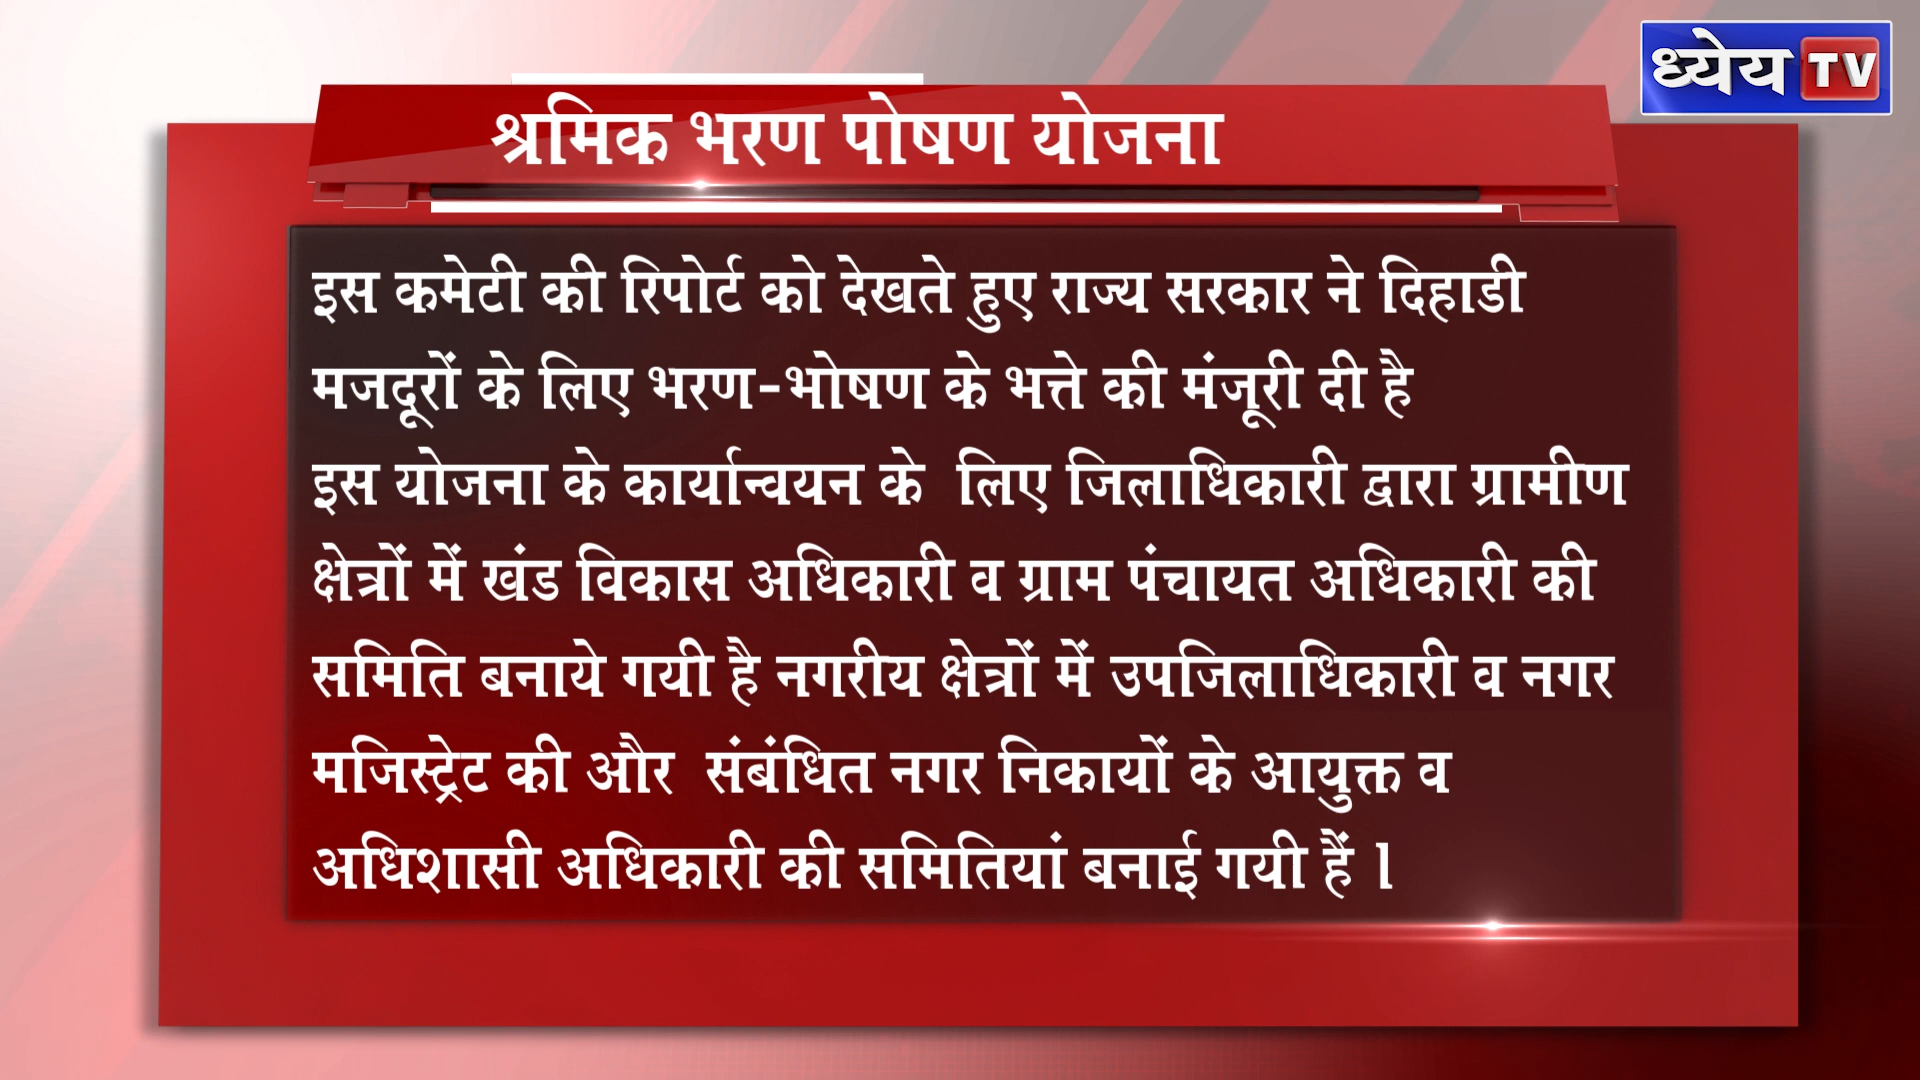 ध्येय TV
श्रमिक भरण पोषण योजना
इस कमेटी की रिपोर्ट को देखते हुए राज्य सरकार ने दिहाडी
मजदूरों के लिए भरण-भोषण के भत्ते की मंजूरी दी है
इस योजना के कार्यान्वयन के लिए जिलाधिकारी द्वारा ग्रामीण
क्षेत्रों में खंड विकास अधिकारी व ग्राम पंचायत अधिकारी की
समिति बनाये गयी है नगरीय क्षेत्रों में उपजिलाधिकारी व नगर
मजिस्ट्रेट की और संबंधित नगर निकायों के आयुक्त व
अधिशासी अधिकारी की समितियां बनाई गयी हैं l